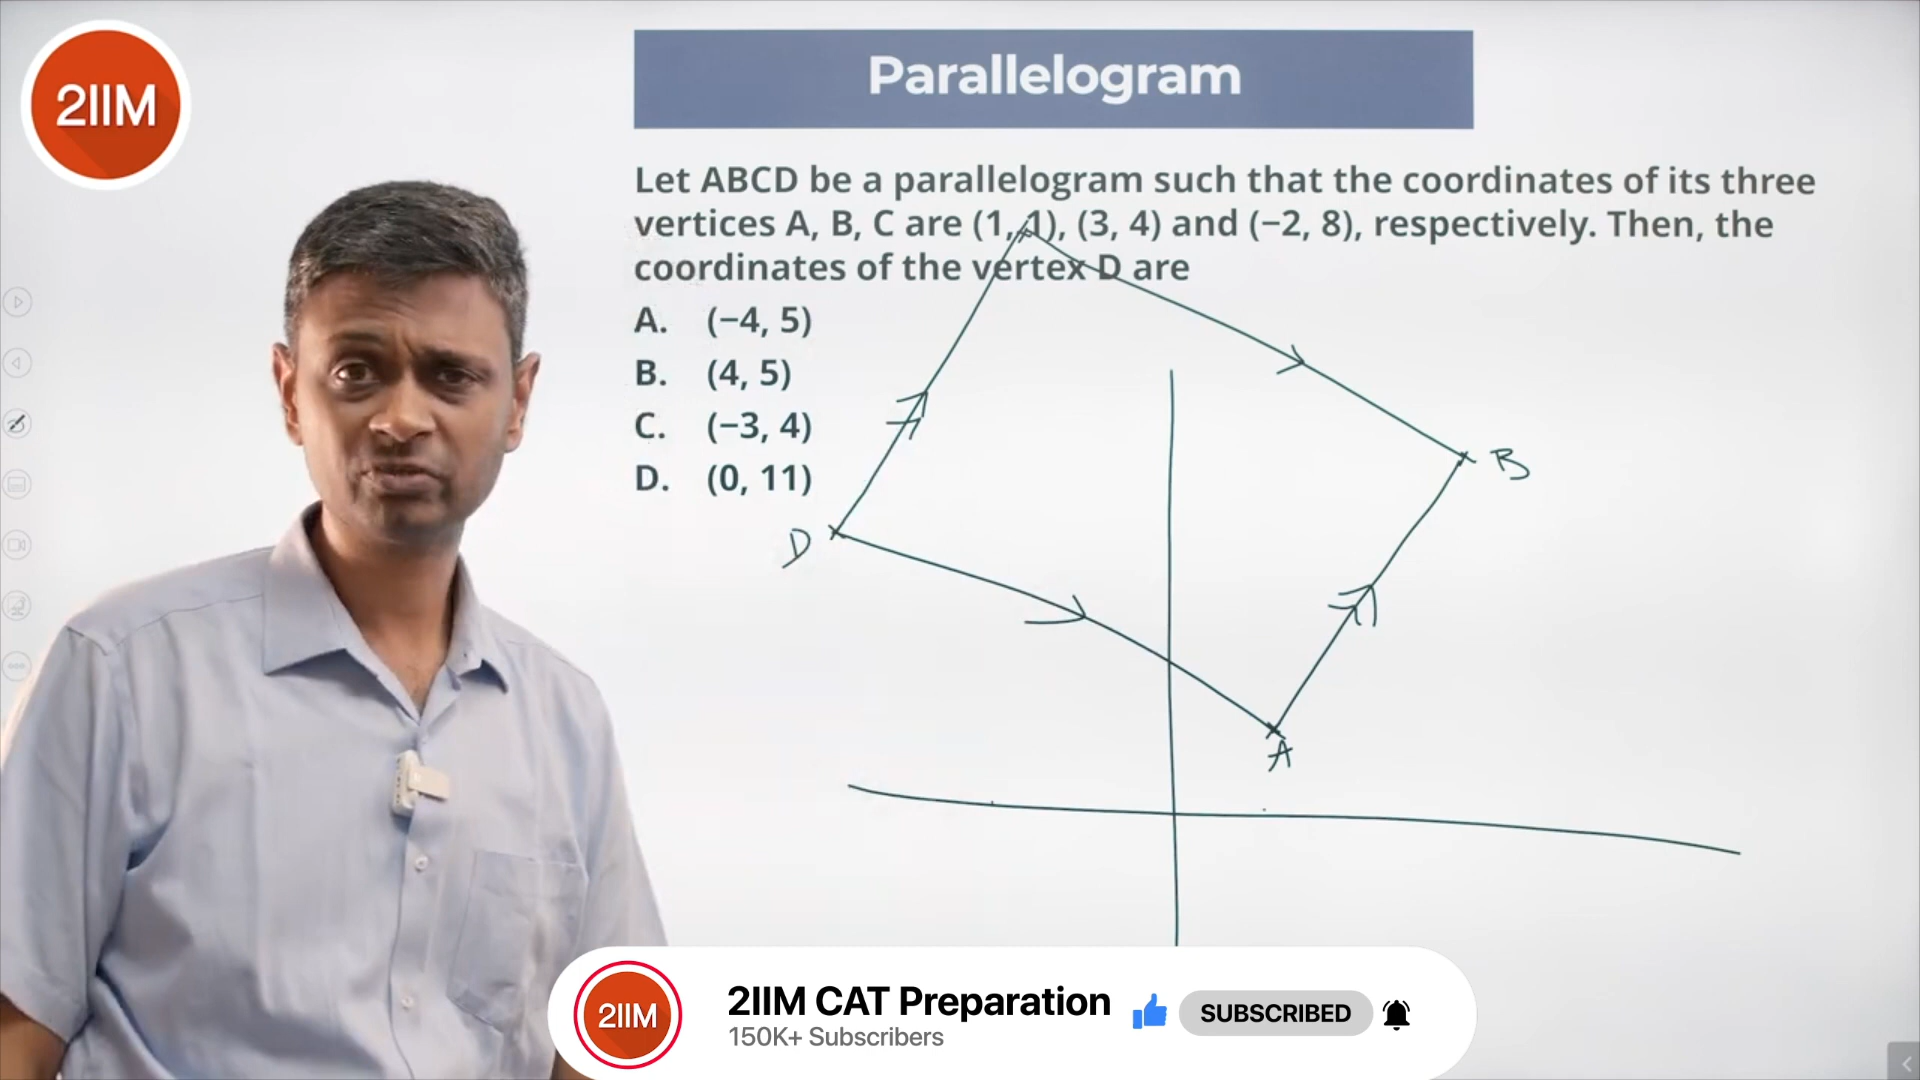 2IIM
Parallelogram
Let ABCD be a parallelogram such that the coordinates of its three
vertices A, B, C are (1, 1), (3, 4) and (−2, 8), respectively. Then, the
coordinates of the vertex D are
A. (−4, 5)
B. (4, 5)
C. (−3, 4)
D. (0, 11)
B
D
A
2IIM
2IIM CAT Preparation
150K+ Subscribers
SUBSCRIBED